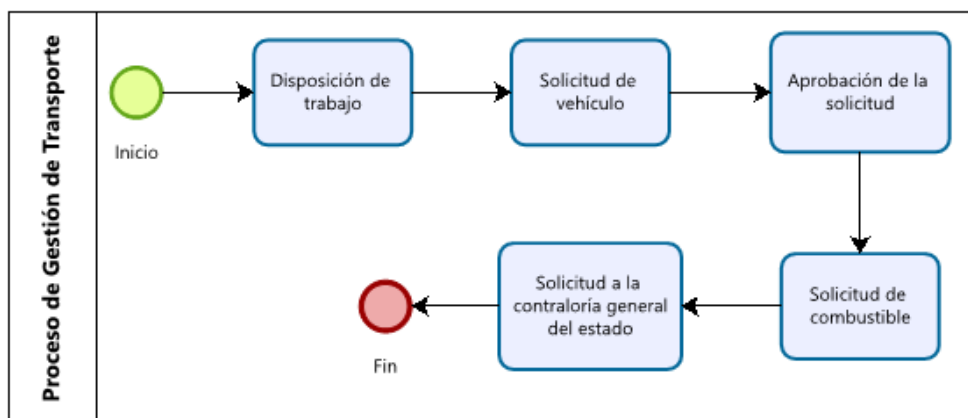 Proceso de Gestión de Transporte
Inicio
Disposición de
trabajo
Solicitud de
vehículo
Aprobación de la
solicitud
Solicitud de
combustible
Solicitud a la
contraloría general
del estado
Fin